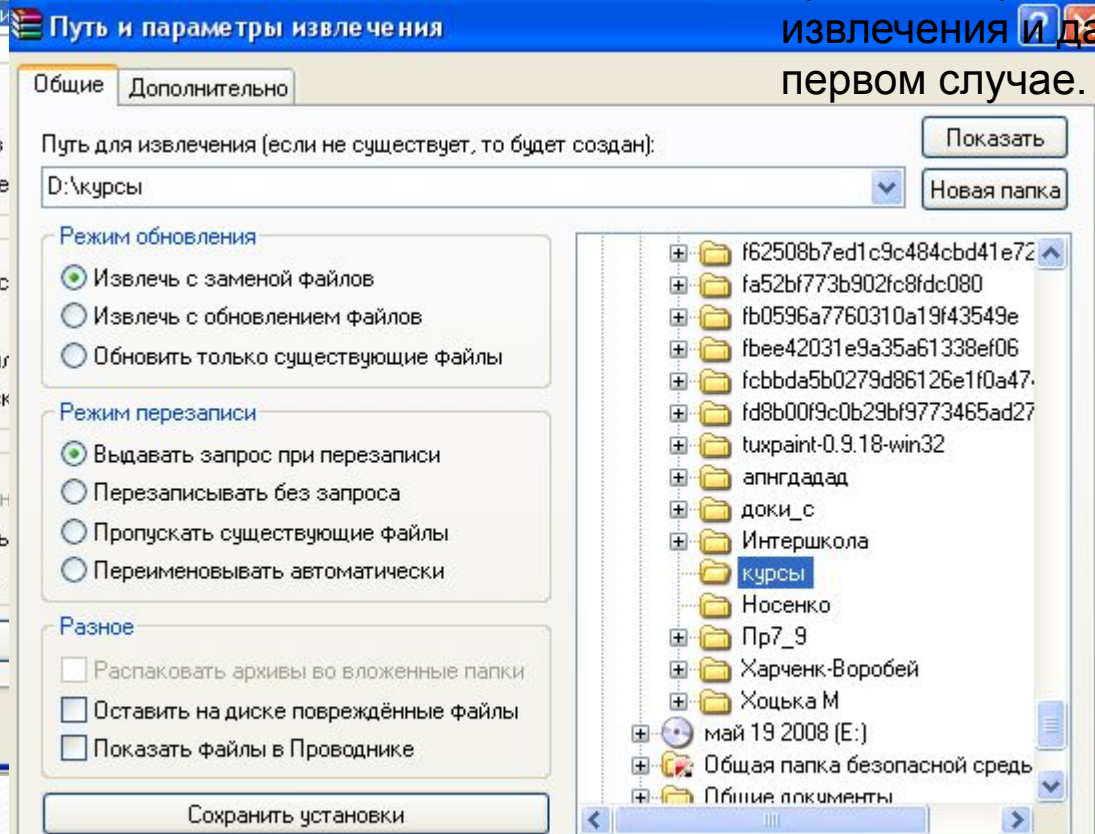 Путь и параметры извлечения
извлечения и да
первом случае.
Общие
Дополнительно
Путь для извлечения (если не существует, то будет создан):
Показать
D:\курсы
Новая папка
Режим обновления
Извлечь с заменой файлов
Извлечь с обновлением файлов
Обновить только существующие файлы
Режим перезаписи
Выдавать запрос при перезаписи
Перезаписывать без запроса
Пропускать существующие файлы
Переименовывать автоматически
Разное
Распаковать архивы во вложенные папки
Оставить на диске повреждённые файлы
Показать файлы в Проводнике
Сохранить установки
f62508b7ed1c9c484cbd41e72
fa52bf773b902fc8fdc080
fb0596a7760310a19f43549e
fbee42031e9a35a61338ef06
fcbbda5b0279d86126e1f0a47
fd8b00f9c0b29bf9773465ad27
tuxpaint-0.9.18-win32
апнгдадад
доки_с
Интершкола
курсы
Носенко
Пр7_9
Харченк-Воробей
Хоцька М
май 19 2008 (E:)
Общая папка безопасной средь
Общие документы